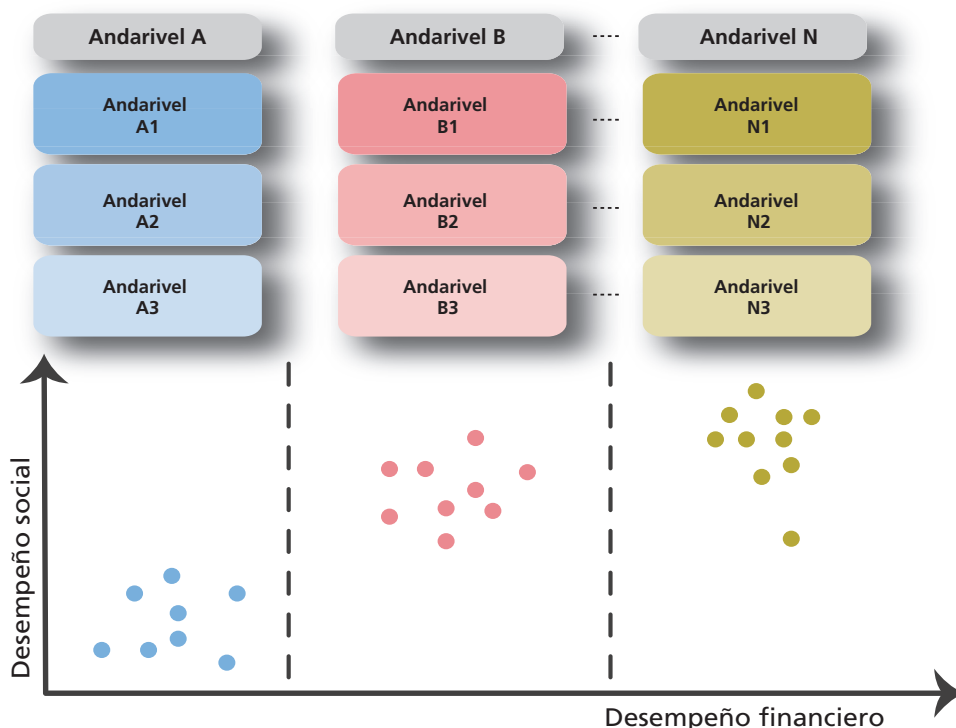 Andarivel A
Andarivel B
Andarivel N
Andarivel
A1
Andarivel
B1
Andarivel
N1
Andarivel
A2
Andarivel
B2
Andarivel
N2
Andarivel
A3
Andarivel
B3
Andarivel
N3
Desempeño social
Desempeño financiero